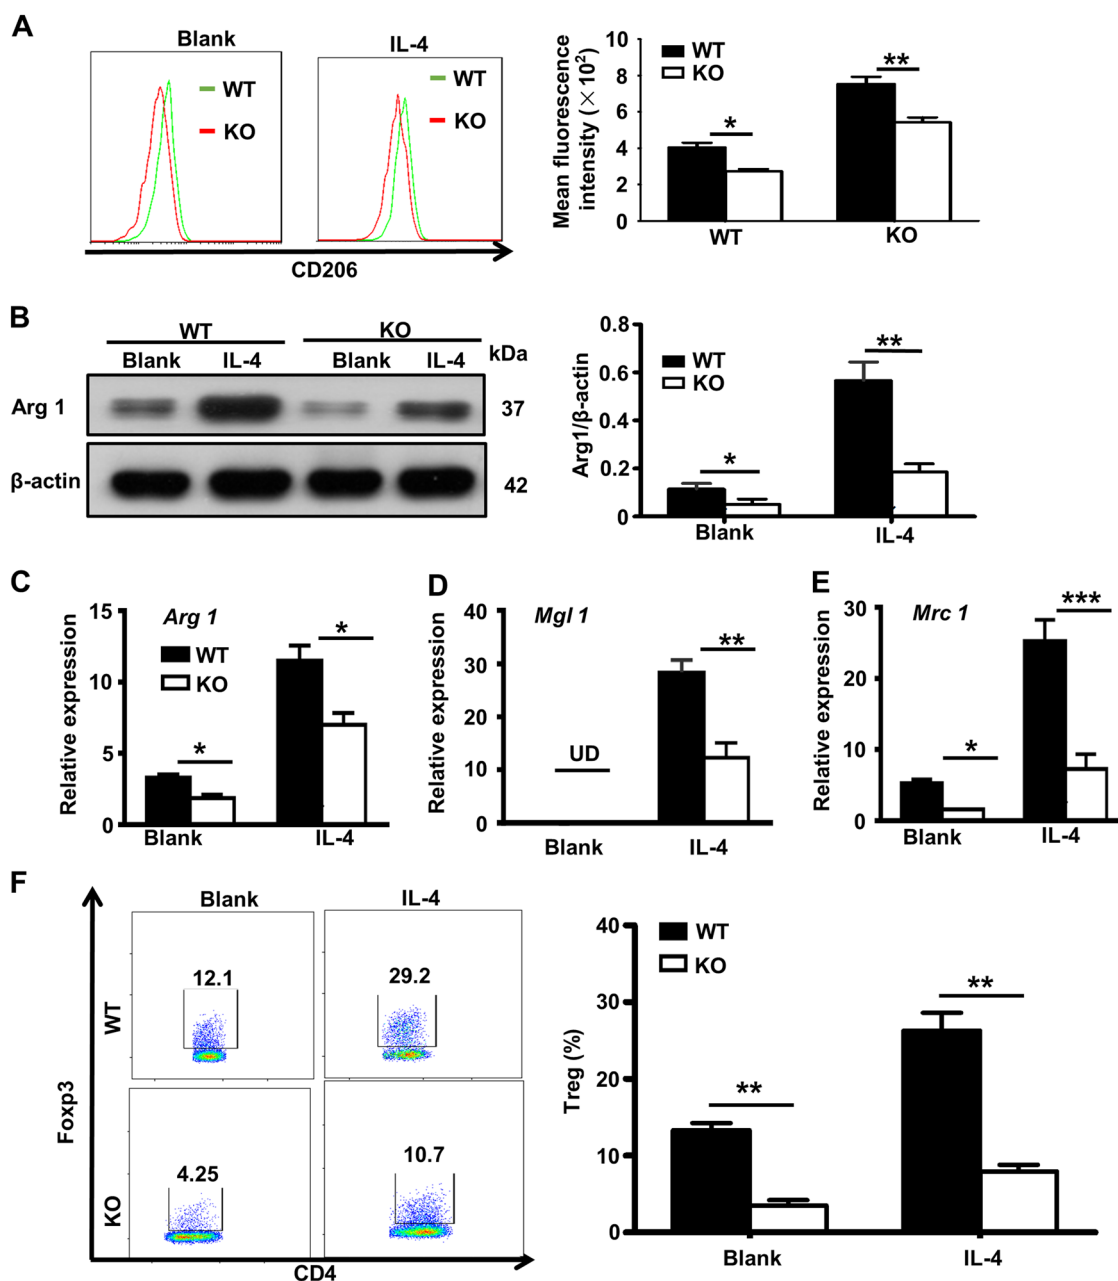 A
Blank
WT
KO
IL-4
WT
KO
CD206
Mean fluorescence
intensity (×10²)
10
8
6
4
2
0
WT
KO
*
**
WT
KO
B
WT
KO
Blank
IL-4
Blank
IL-4
kDa
Arg 1
37
β-actin
42
Arg1/β-actin
0.8
0.6
0.4
0.2
0
WT
KO
*
**
Blank
IL-4
C
Relative expression
15
10
5
0
Arg 1
WT
KO
*
*
Blank
IL-4
D
Relative expression
40
30
20
10
0
Mgl 1
UD
**
Blank
IL-4
E
Relative expression
30
20
10
0
Mrc 1
*
***
Blank
IL-4
F
Blank
IL-4
WT
12.1
29.2
KO
4.25
10.7
Foxp3
CD4
Treg (%)
40
30
20
10
0
WT
KO
**
**
Blank
IL-4